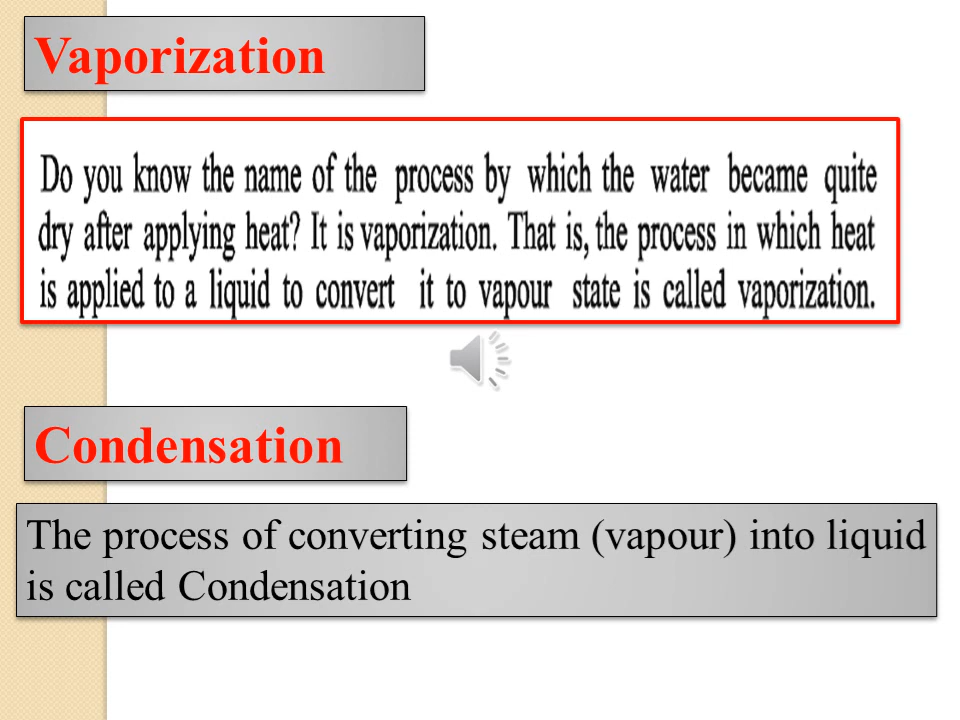 Vaporization
Do you know the name of the process by which the water became quite
dry after applying heat? It is vaporization. That is, the process in which heat
is applied to a liquid to convert it to vapour state is called vaporization.
Condensation
The process of converting steam (vapour) into liquid
is called Condensation